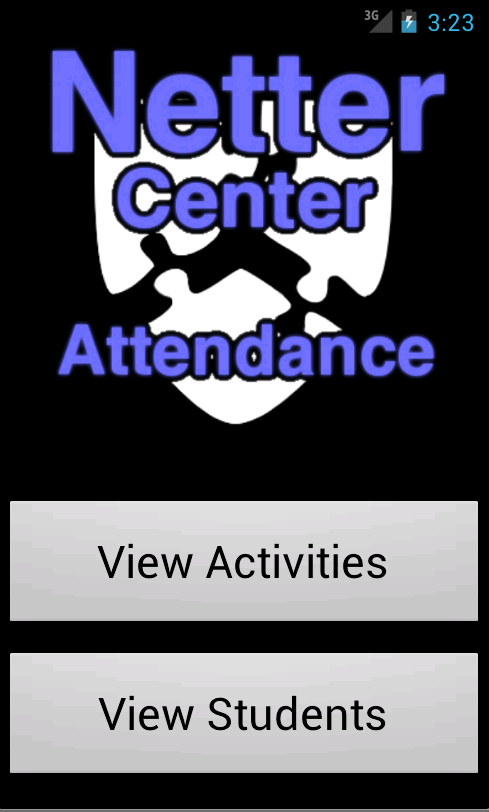 3G 3:23
Netter
Center
Attendance
View Activities
View Students